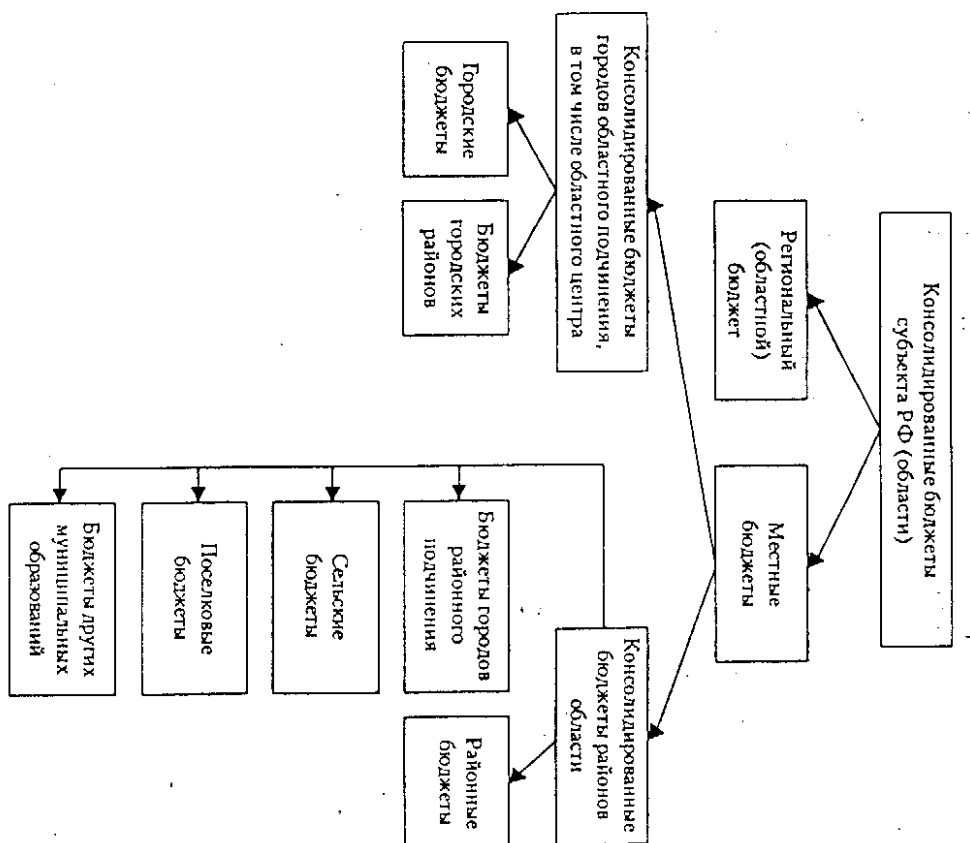 Консолидированные бюджеты
субъекта РФ (области)
Региональный
(областной)
бюджет
Местные
бюджеты
Консолидированные бюджеты
городов областного подчинения,
в том числе областного центра
Консолидированные
бюджеты районов
области
Городские
бюджеты
Бюджеты
городских
районов
Бюджеты городов
районного
подчинения
Районные
бюджеты
Сельские
бюджеты
Поселковые
бюджеты
Бюджеты других
муниципальных
образований